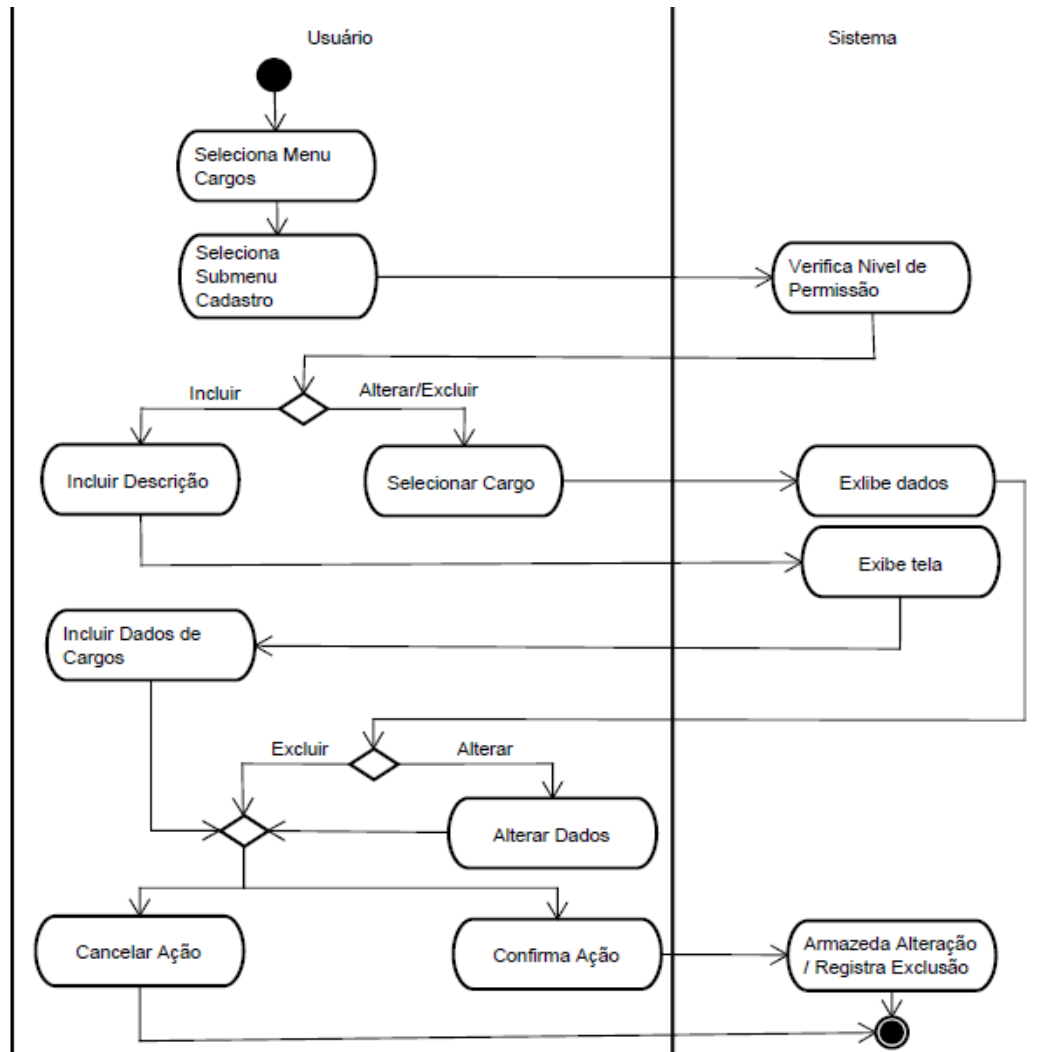 Usuário
Sistema
Seleciona Menu
Cargos
Seleciona
Submenu
Cadastro
Verifica Nivel de
Permissão
Incluir
Alterar/Excluir
Incluir Descrição
Selecionar Cargo
Exlibe dados
Exibe tela
Incluir Dados de
Cargos
Excluir
Alterar
Alterar Dados
Cancelar Ação
Confirma Ação
Armazeda Alteração
/ Registra Exclusão